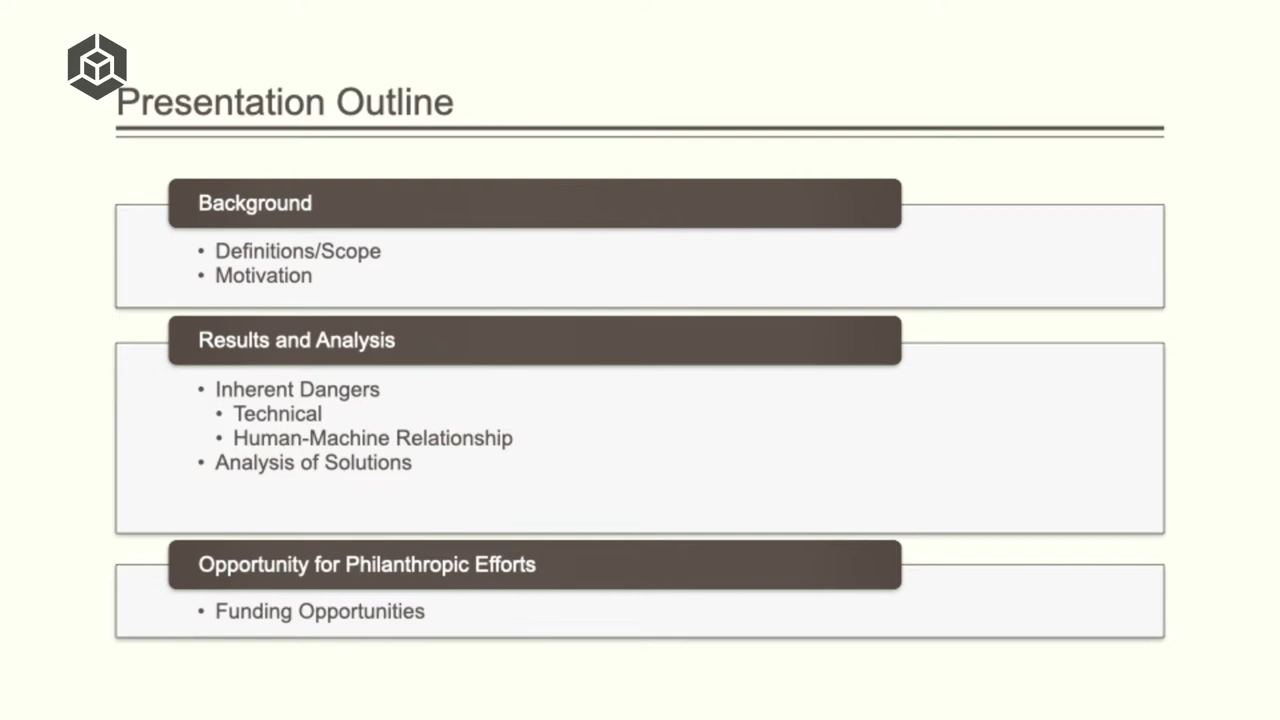 Presentation Outline
Background
• Definitions/Scope
• Motivation
Results and Analysis
• Inherent Dangers
• Technical
• Human-Machine Relationship
• Analysis of Solutions
Opportunity for Philanthropic Efforts
• Funding Opportunities